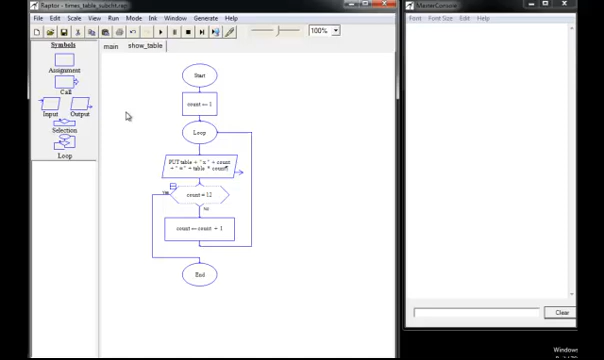 Raptor - times_table_subcht.rap
File Edit Scale View Run Mode Ink Window Generate Help
100%
Symbols
Assignment
Call
Input Output
Selection
Loop
main show_table
Start
count ← 1
Loop
PUT table + " x " + count
+ " = " + table * count¶
count = 12
Yes
No
count ← count + 1
End
MasterConsole
Font Font Size Edit Help
Clear
Windows